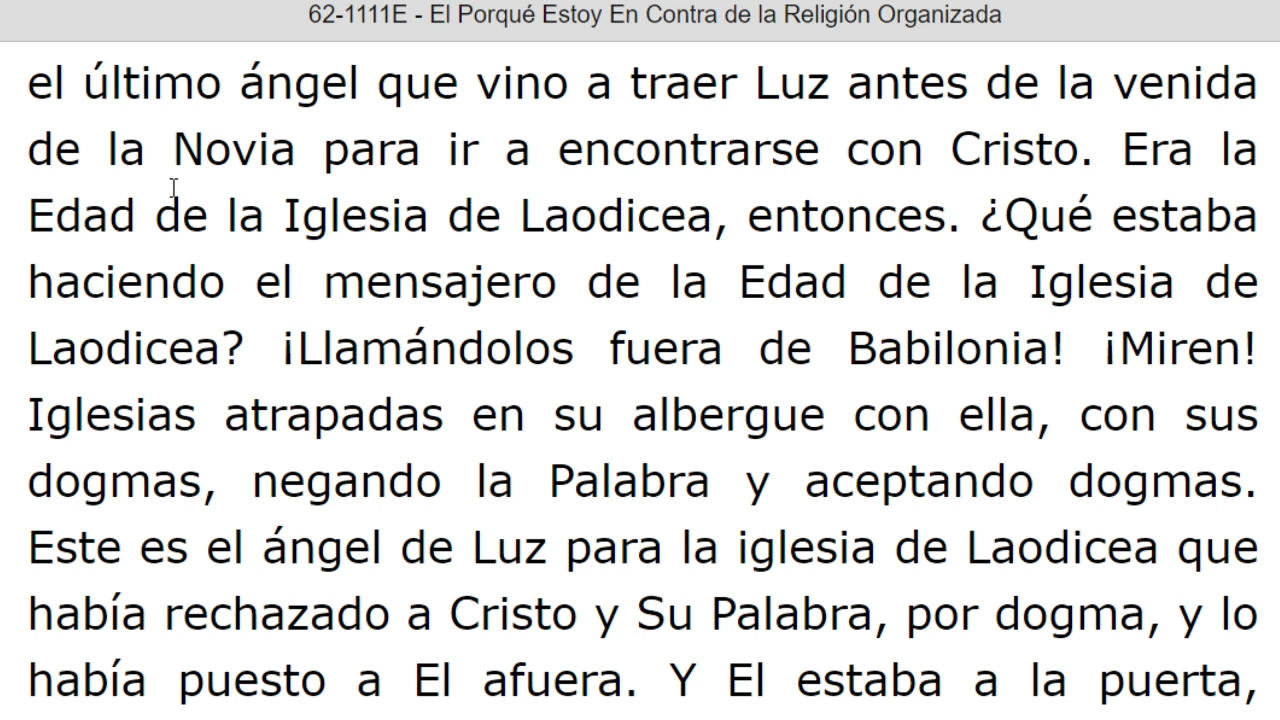 62-1111E - El Porqué Estoy En Contra de la Religión Organizada
el último ángel que vino a traer Luz antes de la venida
de la Novia para ir a encontrarse con Cristo. Era la
Edad de la Iglesia de Laodicea, entonces. ¿Qué estaba
haciendo el mensajero de la Edad de la Iglesia de
Laodicea? ¡Llamándolos fuera de Babilonia! ¡Miren!
Iglesias atrapadas en su albergue con ella, con sus
dogmas, negando la Palabra y aceptando dogmas.
Este es el ángel de Luz para la iglesia de Laodicea que
había rechazado a Cristo y Su Palabra, por dogma, y lo
había puesto a El afuera. Y El estaba a la puerta,